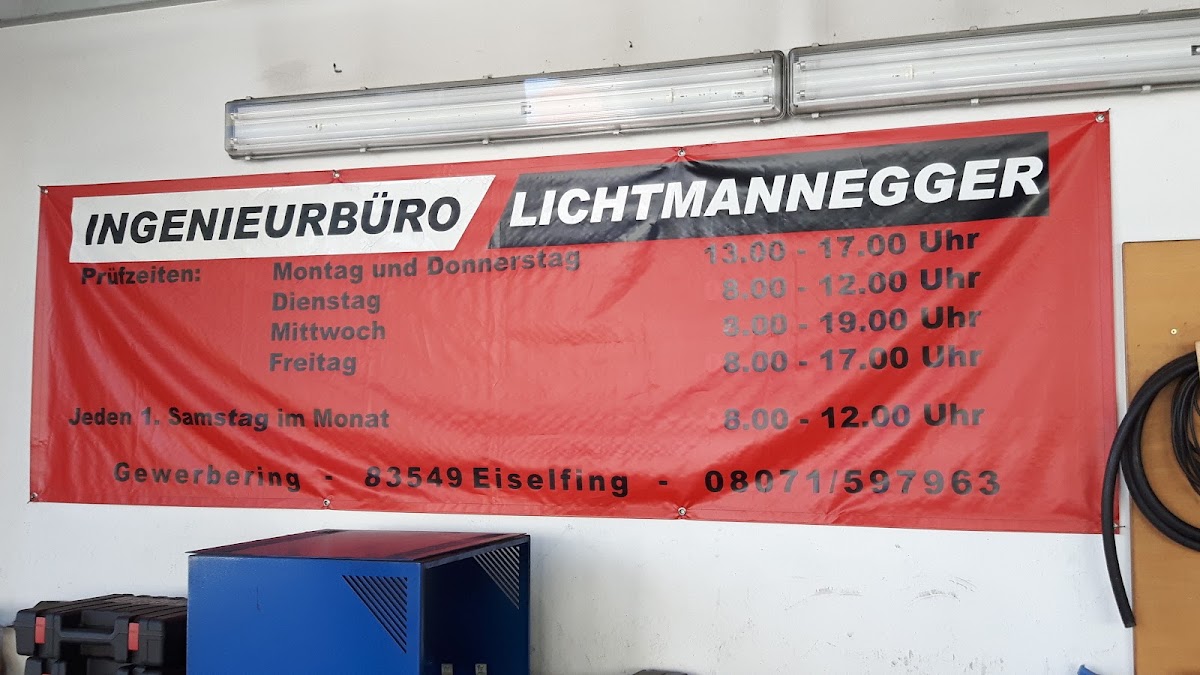 INGENIEURBÜRO LICHTMANNEGGER
Prüfzeiten: Montag und Donnerstag 13.00 - 17.00 Uhr
Dienstag 8.00 - 12.00 Uhr
Mittwoch 8.00 - 19.00 Uhr
Freitag 8.00 - 17.00 Uhr
Jeden 1. Samstag im Monat 8.00 - 12.00 Uhr
Gewerbering - 83549 Eiselfing - 08071/597963